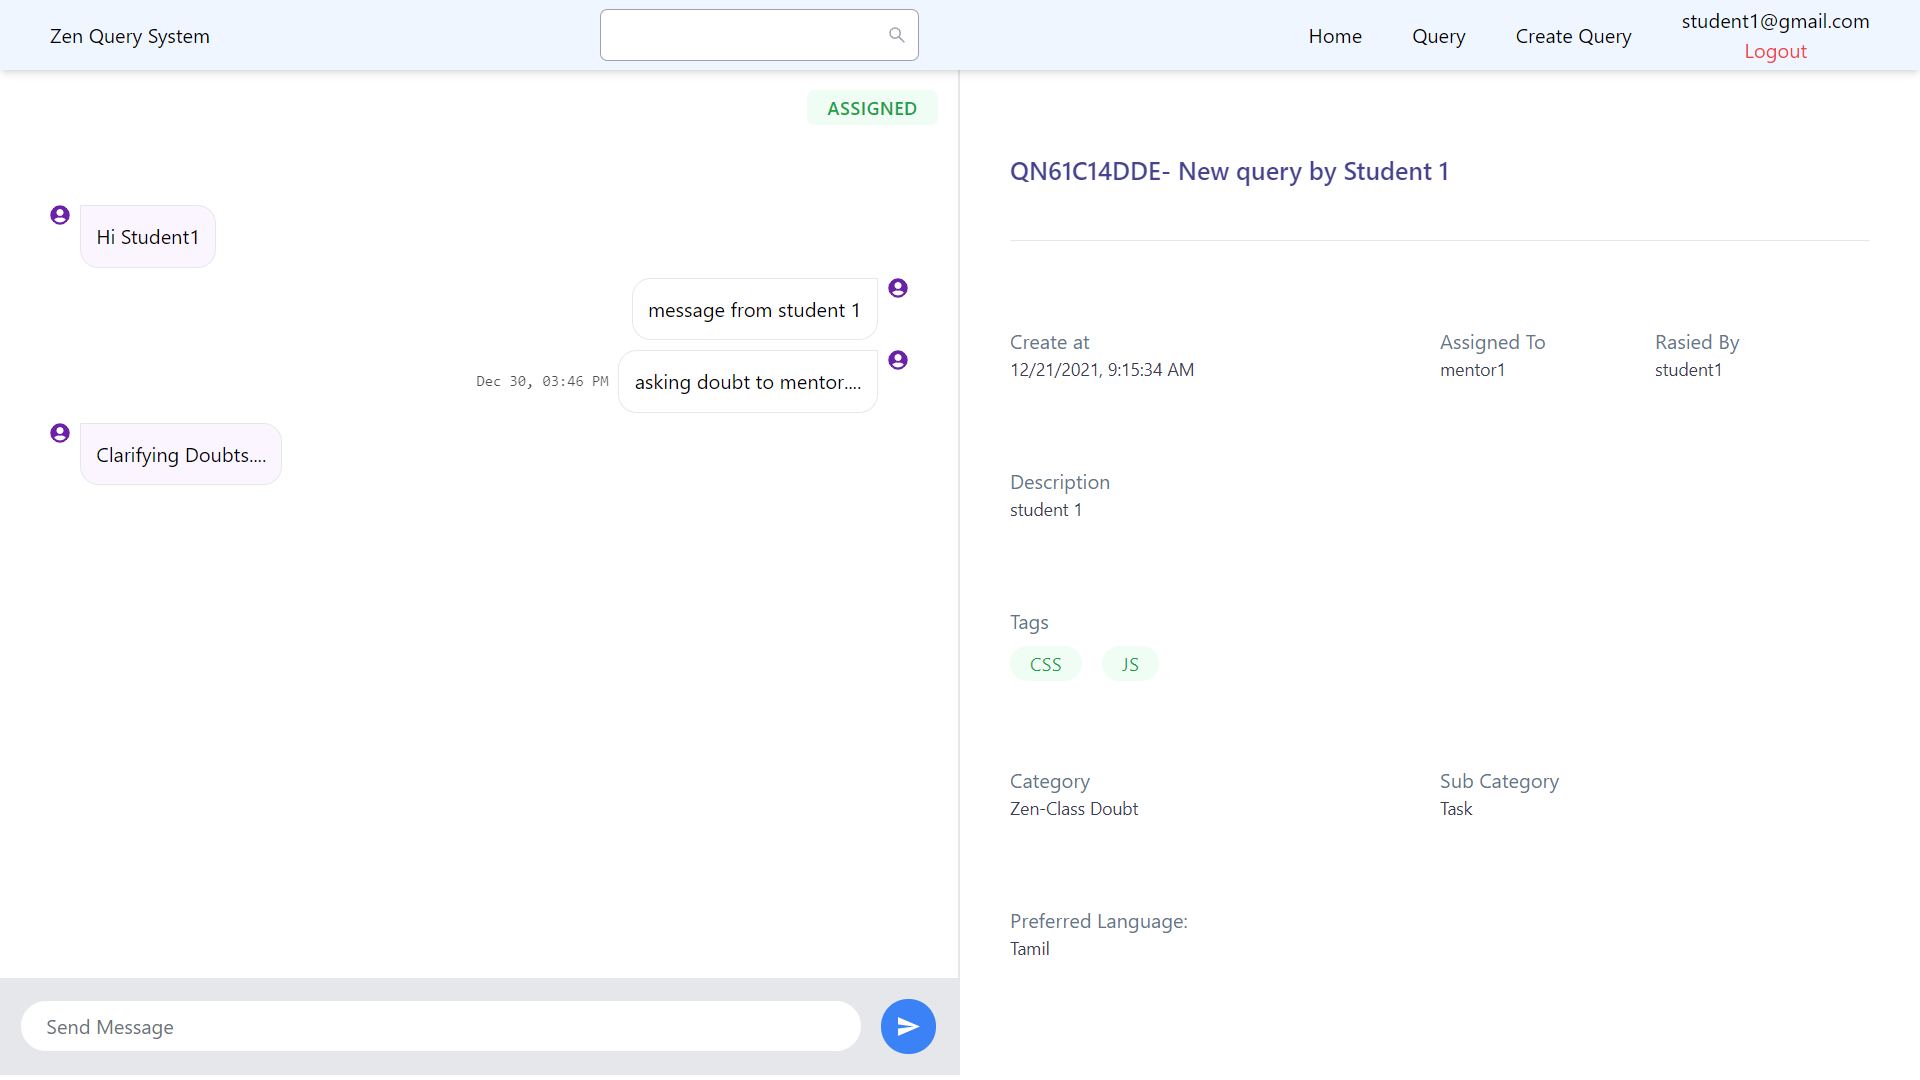 Zen Query System
Home
Query
Create Query
student1@gmail.com
Logout
ASSIGNED
Hi Student1
message from student 1
Dec 30, 03:46 PM
asking doubt to mentor....
Clarifying Doubts....
Send Message
QN61C14DDE- New query by Student 1
Create at
12/21/2021, 9:15:34 AM
Assigned To
mentor1
Rasied By
student1
Description
student 1
Tags
CSS
JS
Category
Zen-Class Doubt
Sub Category
Task
Preferred Language:
Tamil